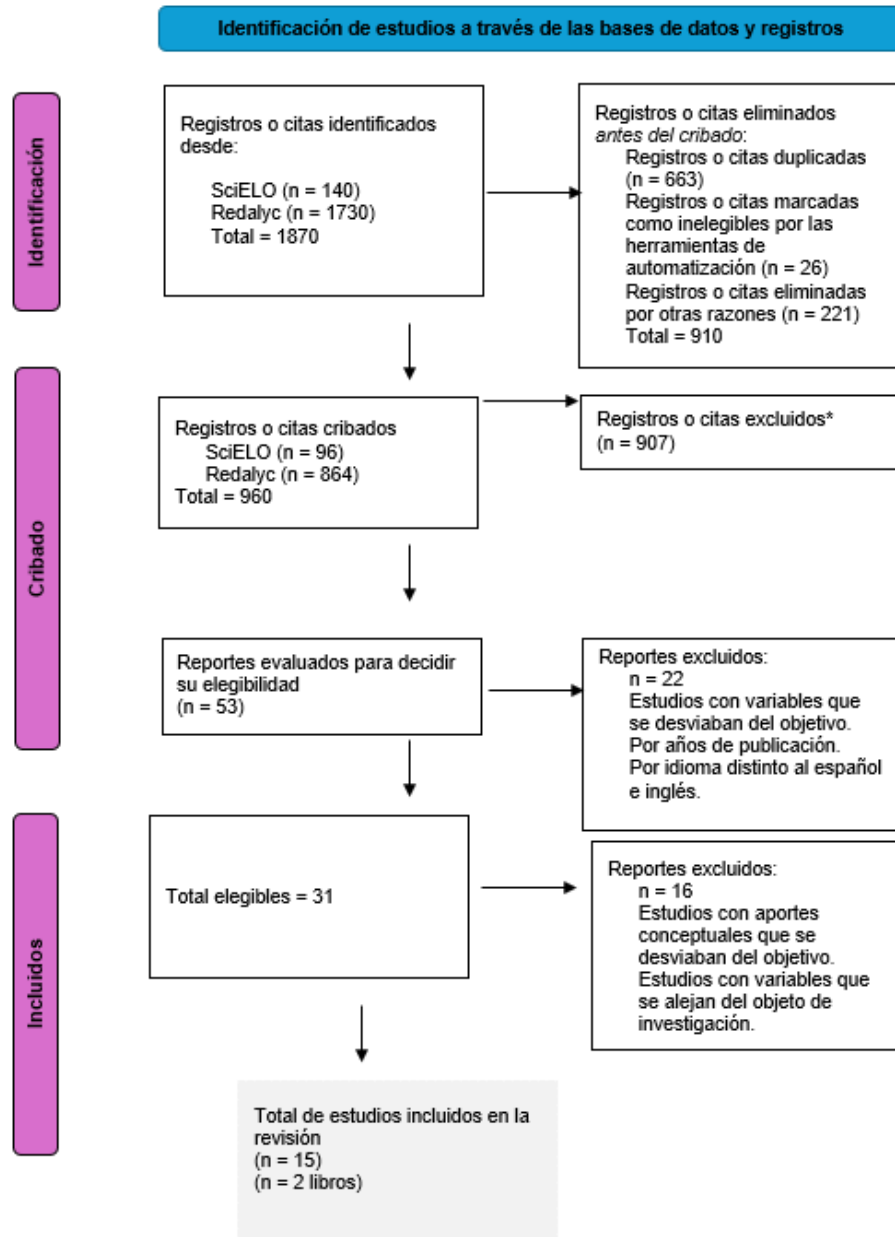 Identificación de estudios a través de las bases de datos y registros
Identificación
Registros o citas identificados
desde:
SciELO (n = 140)
Redalyc (n = 1730)
Total = 1870
Registros o citas eliminados
antes del cribado:
Registros o citas duplicadas
(n = 663)
Registros o citas marcadas
como inelegibles por las
herramientas de
automatización (n = 26)
Registros o citas eliminadas
por otras razones (n = 221)
Total = 910
Cribado
Registros o citas cribados
SciELO (n = 96)
Redalyc (n = 864)
Total = 960
Registros o citas excluidos*
(n = 907)
Reportes evaluados para decidir
su elegibilidad
(n = 53)
Reportes excluidos:
n = 22
Estudios con variables que
se desviaban del objetivo.
Por años de publicación.
Por idioma distinto al español
e inglés.
Incluidos
Total elegibles = 31
Reportes excluidos:
n = 16
Estudios con aportes
conceptuales que se
desviaban del objetivo.
Estudios con variables que
se alejan del objeto de
investigación.
Total de estudios incluidos en la
revisión
(n = 15)
(n = 2 libros)